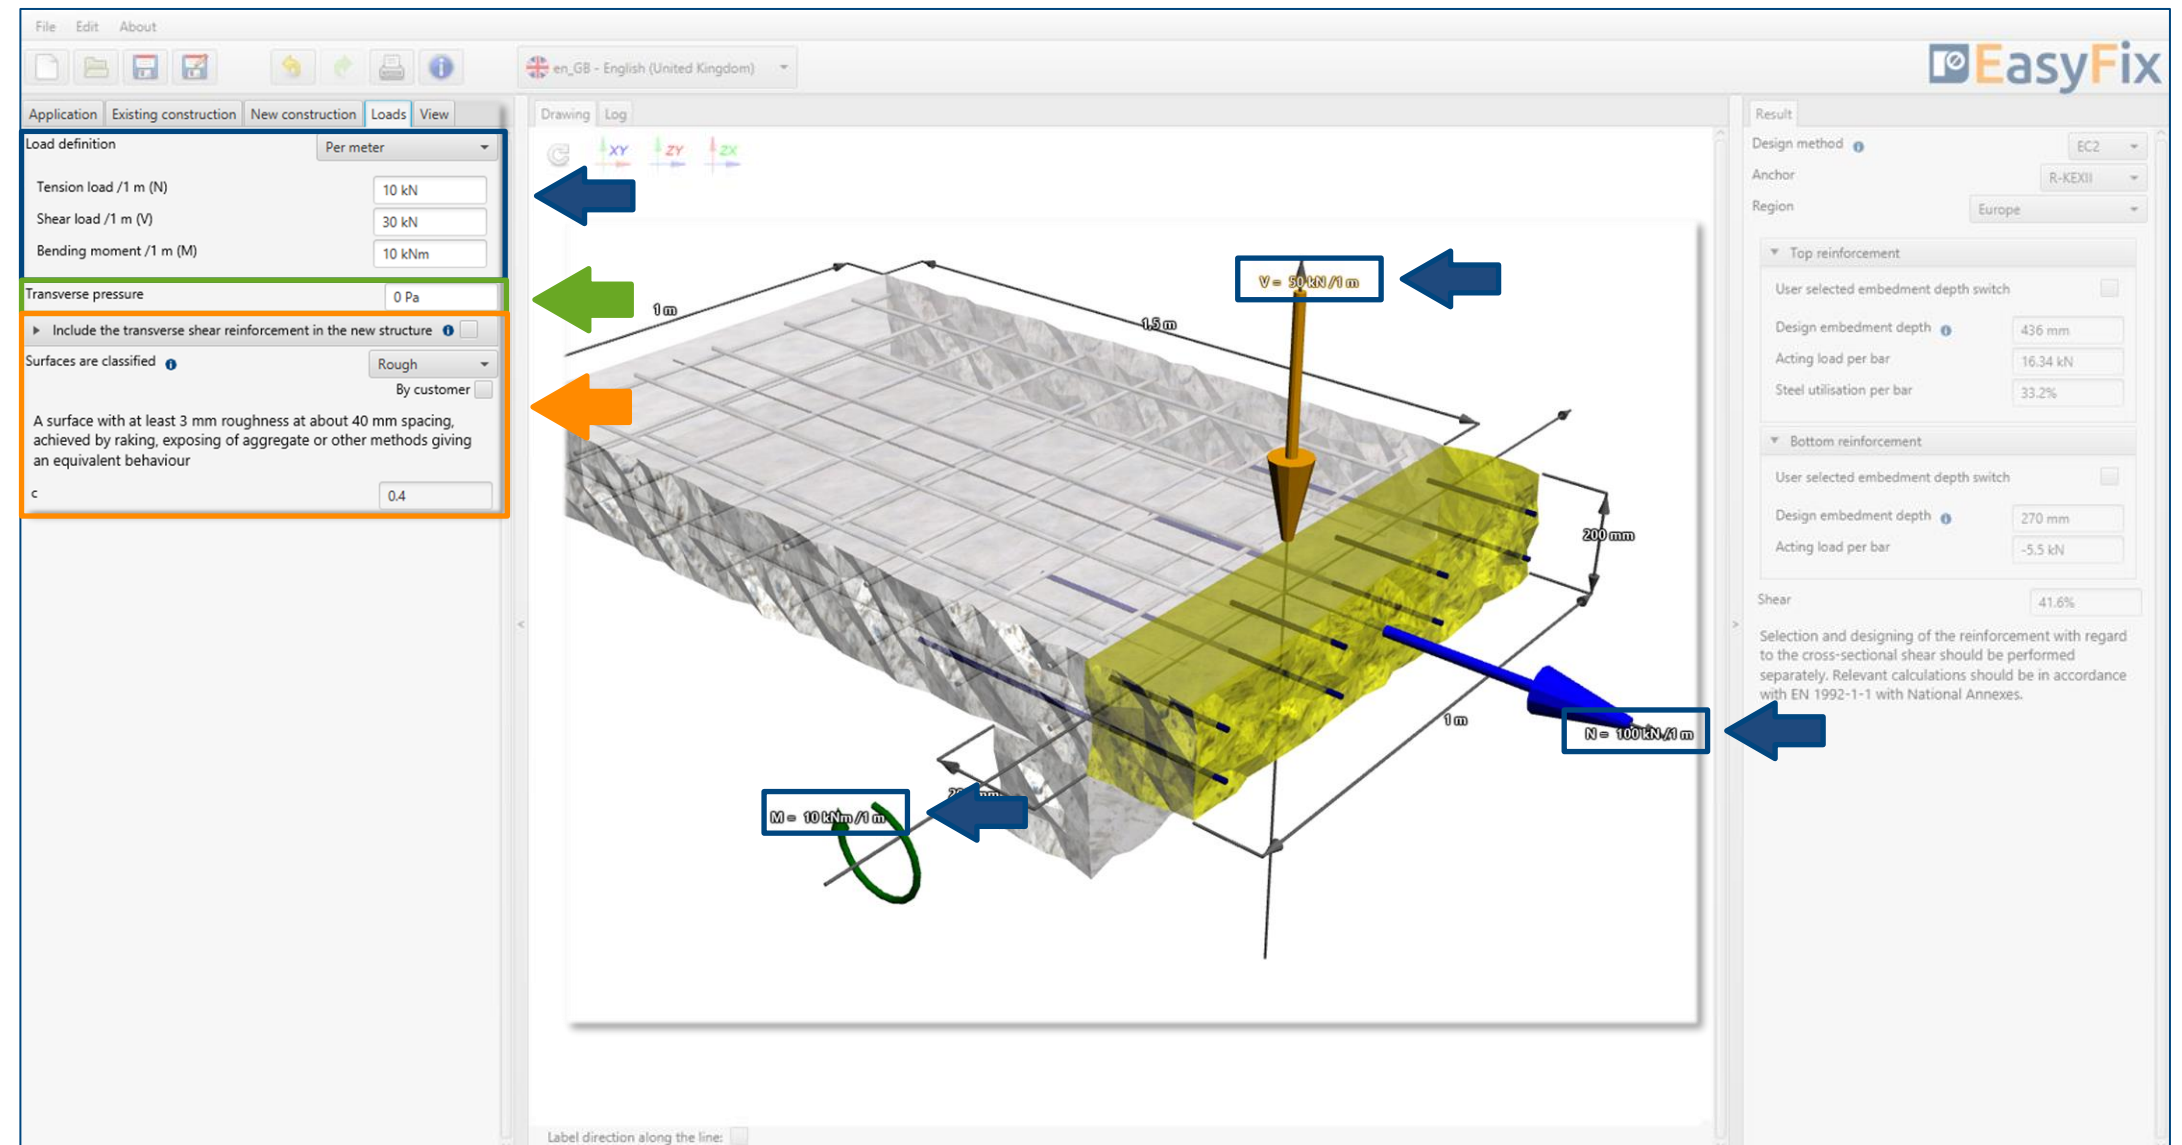 File Edit About
en_GB - English (United Kingdom)
EasyFix
Application Existing construction New construction Loads View
Load definition Per meter
Tension load /1 m (N) 10 kN
Shear load /1 m (V) 30 kN
Bending moment /1 m (M) 10 kNm
Transverse pressure 0 Pa
Include the transverse shear reinforcement in the new structure
Surfaces are classified Rough
By customer
A surface with at least 3 mm roughness at about 40 mm spacing,
achieved by raking, exposing of aggregate or other methods giving
an equivalent behaviour
c 0.4
Drawing Log
XY ZY ZX
V = 50 kN/1 m
1 m
1.5 m
200 mm
1 m
N = 100 kN/1 m
M = 10 kNm/1 m
Label direction along the line:
Result
Design method EC2
Anchor R-KEXII
Region Europe
Top reinforcement
User selected embedment depth switch
Design embedment depth 436 mm
Acting load per bar 16.34 kN
Steel utilisation per bar 33.2%
Bottom reinforcement
User selected embedment depth switch
Design embedment depth 270 mm
Acting load per bar -5.5 kN
Shear 41.6%
Selection and designing of the reinforcement with regard
to the cross-sectional shear should be performed
separately. Relevant calculations should be in accordance
with EN 1992-1-1 with National Annexes.